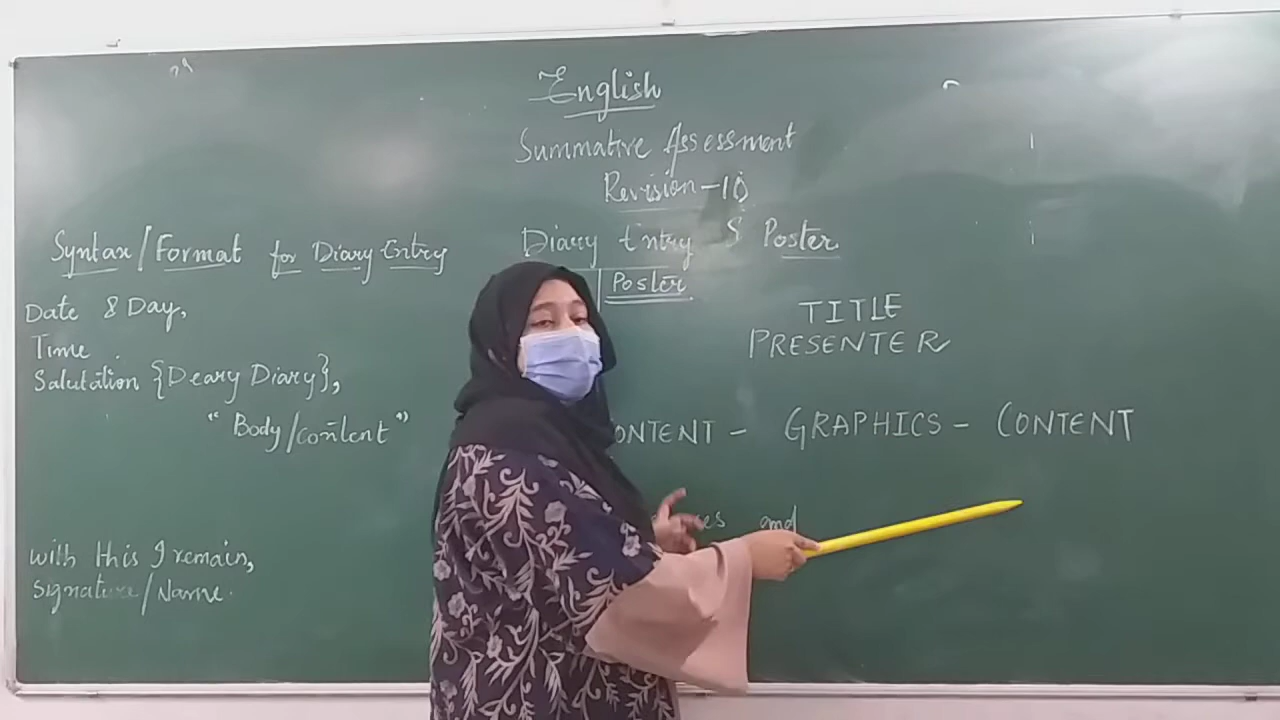 English
Summative Assessment
Revision-10
Diary Entry & Poster
Syntax/Format for Diary Entry
Date & Day,
Time
Salutation {Deary Diary},
"Body/content"
with this I remain,
Signature/Name.
Poster
TITLE
PRESENTER
ONTENT - GRAPHICS - CONTENT
and